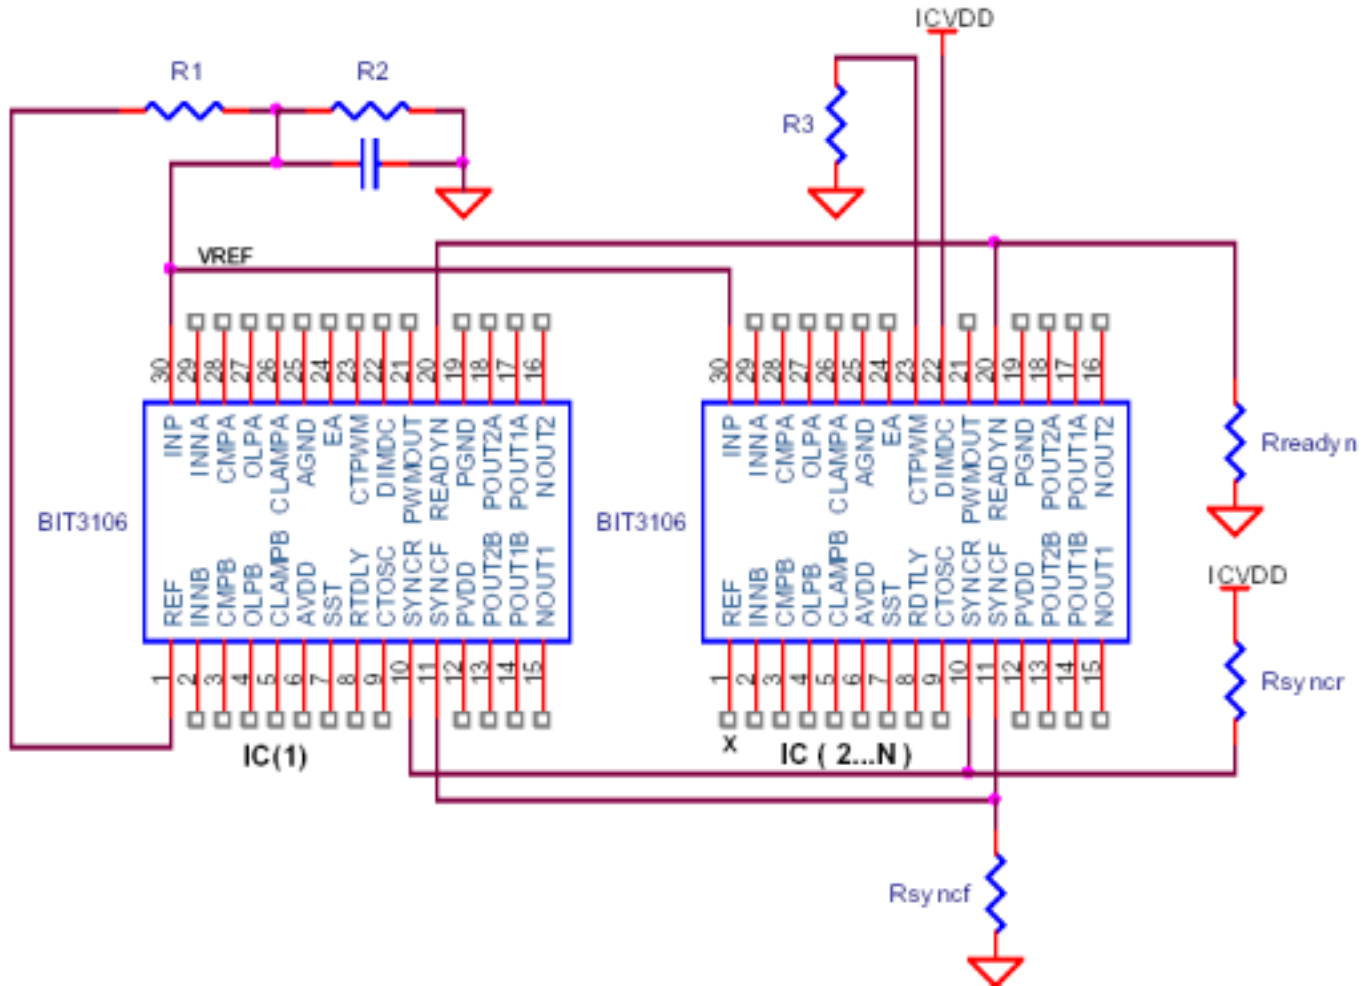 ICVDD
R1
R2
R3
VREF
30 29 28 27 26 25 24 23 22 21 20 19 18 17 16
30 29 28 27 26 25 24 23 22 21 20 19 18 17 16
INP INNA CMPA OLPA CLAMPA AGND EA CTPWM DIMDC PWMOUT READYN PGND POUT2A POUT1A NOUT2
INP INNA CMPA OLPA CLAMPA AGND EA CTPWM DIMDC PWMOUT READYN PGND POUT2A POUT1A NOUT2
Rreadyn
BIT3106
BIT3106
REF INNB CMPB OLPB CLAMPB AVDD SST RTDLY CTOSC SYNCR SYNCF PVDD POUT2B POUT1B NOUT1
REF INNB CMPB OLPB CLAMPB AVDD SST RDTLY CTOSC SYNCR SYNCF PVDD POUT2B POUT1B NOUT1
ICVDD
1 2 3 4 5 6 7 8 9 10 11 12 13 14 15
1 2 3 4 5 6 7 8 9 10 11 12 13 14 15
Rsyncr
X
IC(1)
IC ( 2...N )
Rsyncf